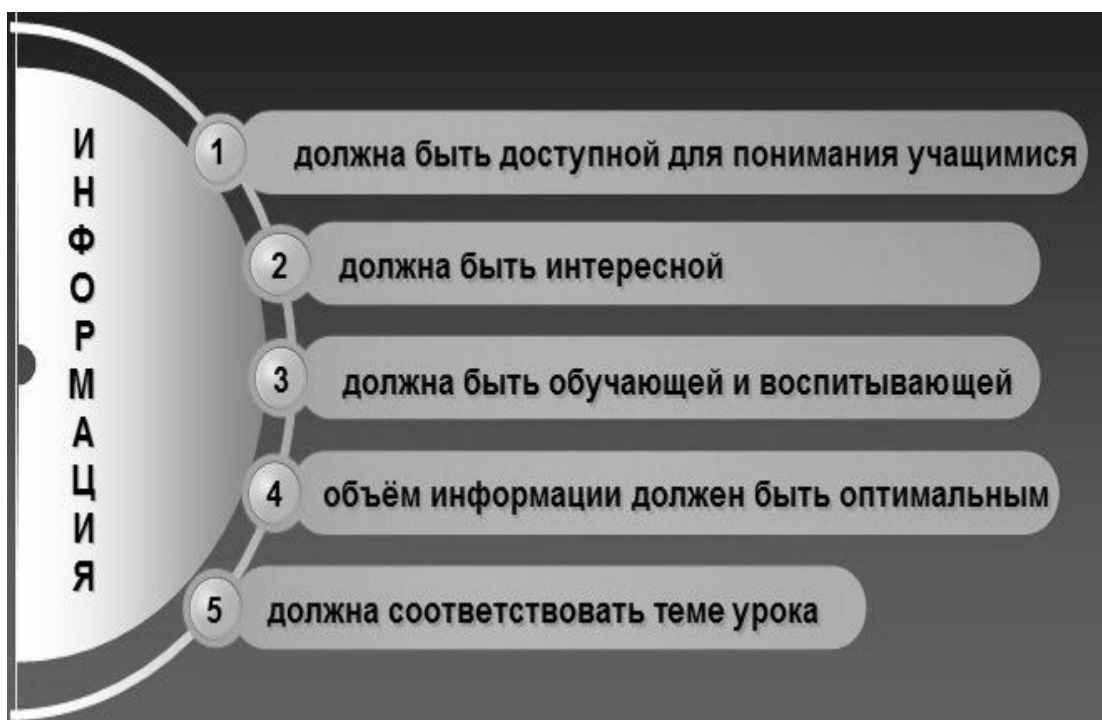 ИНФОРМАЦИЯ
1 должна быть доступной для понимания учащимися
2 должна быть интересной
3 должна быть обучающей и воспитывающей
4 объём информации должен быть оптимальным
5 должна соответствовать теме урока